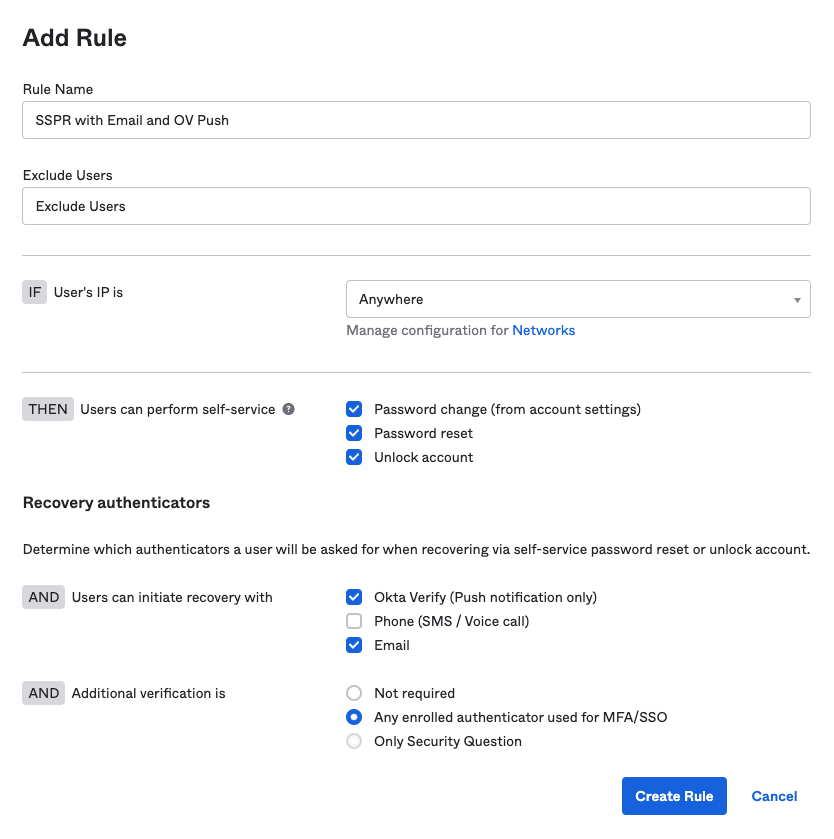 Add Rule
Rule Name
SSPR with Email and OV Push
Exclude Users
Exclude Users
IF User's IP is
Anywhere
Manage configuration for Networks
THEN Users can perform self-service ?
Password change (from account settings)
Password reset
Unlock account
Recovery authenticators
Determine which authenticators a user will be asked for when recovering via self-service password reset or unlock account.
AND Users can initiate recovery with
Okta Verify (Push notification only)
Phone (SMS / Voice call)
Email
AND Additional verification is
Not required
Any enrolled authenticator used for MFA/SSO
Only Security Question
Create Rule
Cancel